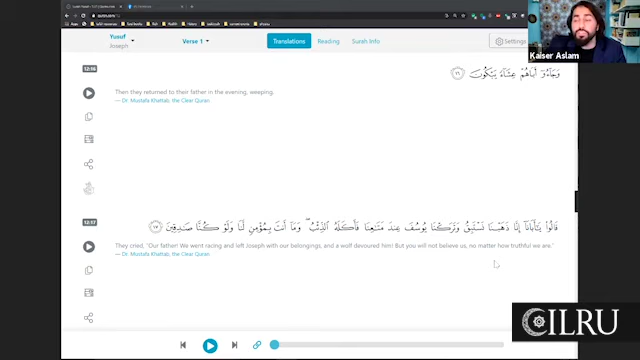 Yusuf
Joseph
Verse 1
Translations
Reading
Surah Info
Settings
Kaiser Aslam
12:16
وَجَآءُوٓ أَبَاهُمْ عِشَآءً يَبْكُونَ ١٦
Then they returned to their father in the evening, weeping.
— Dr. Mustafa Khattab, the Clear Quran
12:17
قَالُوا۟ يَـٰٓأَبَانَآ إِنَّا ذَهَبْنَا نَسْتَبِقُ وَتَرَكْنَا يُوسُفَ عِندَ مَتَـٰعِنَا فَأَكَلَهُ ٱلذِّئْبُ ۖ وَمَآ أَنتَ بِمُؤْمِنٍ لَّنَا وَلَوْ كُنَّا صَـٰدِقِينَ ١٧
They cried, "Our father! We went racing and left Joseph with our belongings, and a wolf devoured him! But you will not believe us, no matter how truthful we are."
— Dr. Mustafa Khattab, the Clear Quran
CILRU